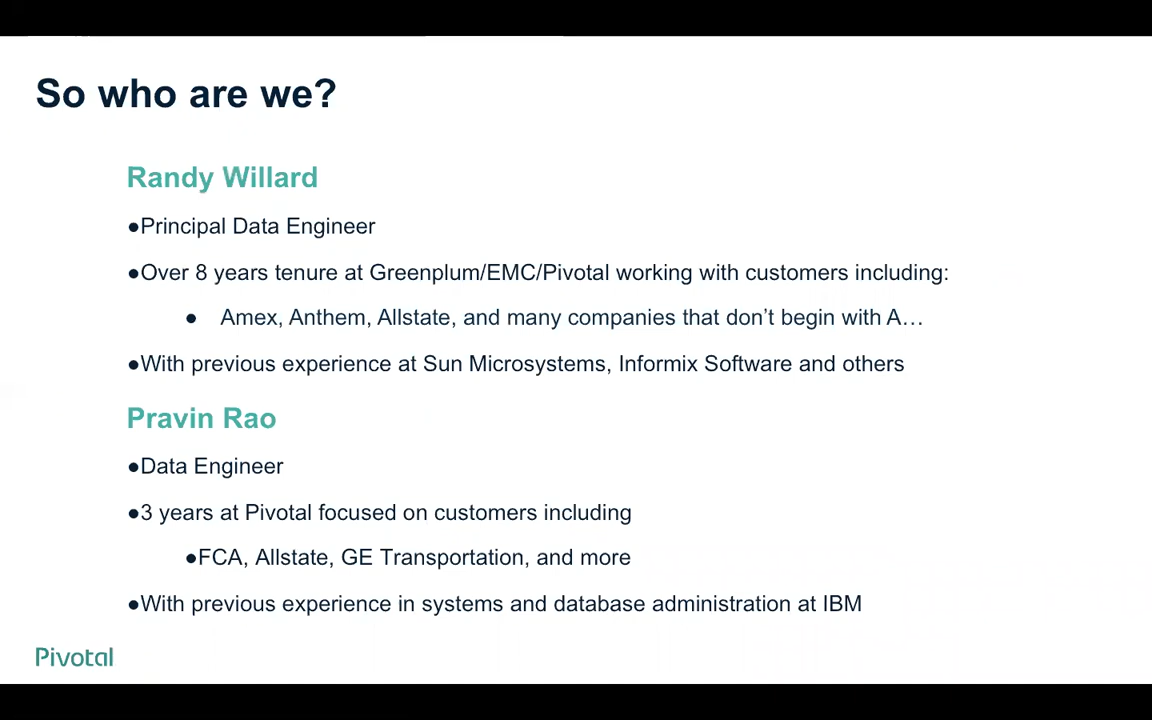 So who are we?
Randy Willard
●Principal Data Engineer
●Over 8 years tenure at Greenplum/EMC/Pivotal working with customers including:
● Amex, Anthem, Allstate, and many companies that don’t begin with A…
●With previous experience at Sun Microsystems, Informix Software and others
Pravin Rao
●Data Engineer
●3 years at Pivotal focused on customers including
●FCA, Allstate, GE Transportation, and more
●With previous experience in systems and database administration at IBM
Pivotal